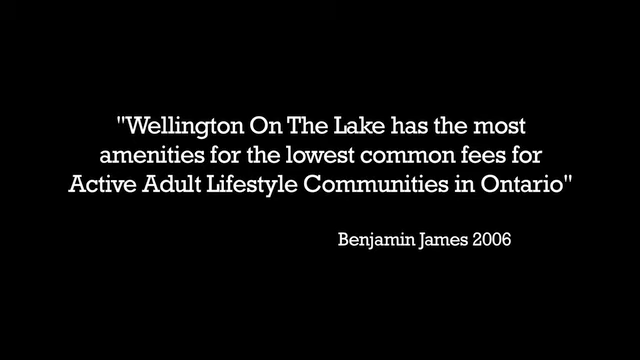 "Wellington On The Lake has the most
amenities for the lowest common fees for
Active Adult Lifestyle Communities in Ontario"
Benjamin James 2006